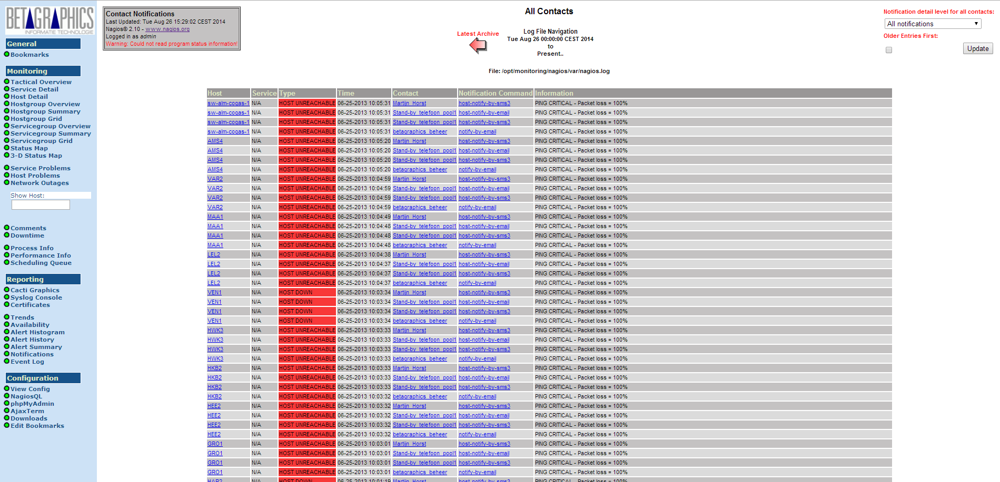 BETAGRAPHICS
INFORMATIE TECHNOLOGIE
General
Bookmarks
Monitoring
Tactical Overview
Service Detail
Host Detail
Hostgroup Overview
Hostgroup Summary
Hostgroup Grid
Servicegroup Overview
Servicegroup Summary
Servicegroup Grid
Status Map
3-D Status Map
Service Problems
Host Problems
Network Outages
Show Host:
Comments
Downtime
Process Info
Performance Info
Scheduling Queue
Reporting
Cacti Graphics
Syslog Console
Certificates
Trends
Availability
Alert Histogram
Alert History
Alert Summary
Notifications
Event Log
Configuration
View Config
NagiosQL
phpMyAdmin
AjaxTerm
Downloads
Edit Bookmarks
Contact Notifications
Last Updated: Tue Aug 26 15:29:02 CEST 2014
Nagios® 2.10 - www.nagios.org
Logged in as admin
Warning: Could not read program status information!
All Contacts
Latest Archive
Log File Navigation
Tue Aug 26 00:00:00 CEST 2014
to
Present..
File: /opt/monitoring/nagios/var/nagios.log
Notification detail level for all contacts:
All notifications
Older Entries First:
Update
Host Service Type Time Contact Notification Command Information
sw-alm-cogas-1 N/A HOST UNREACHABLE 06-25-2013 10:05:31 Martijn_Horst host-notify-by-sms3 PING CRITICAL - Packet loss = 100%
sw-alm-cogas-1 N/A HOST UNREACHABLE 06-25-2013 10:05:31 Stand-by_telefoon_pool1 host-notify-by-email PING CRITICAL - Packet loss = 100%
sw-alm-cogas-1 N/A HOST UNREACHABLE 06-25-2013 10:05:31 Stand-by_telefoon_pool1 host-notify-by-sms3 PING CRITICAL - Packet loss = 100%
sw-alm-cogas-1 N/A HOST UNREACHABLE 06-25-2013 10:05:31 betagraphics_beheer notify-by-email PING CRITICAL - Packet loss = 100%
AMS4 N/A HOST UNREACHABLE 06-25-2013 10:05:20 Martijn_Horst host-notify-by-sms3 PING CRITICAL - Packet loss = 100%
AMS4 N/A HOST UNREACHABLE 06-25-2013 10:05:20 Stand-by_telefoon_pool1 host-notify-by-email PING CRITICAL - Packet loss = 100%
AMS4 N/A HOST UNREACHABLE 06-25-2013 10:05:20 Stand-by_telefoon_pool1 host-notify-by-sms3 PING CRITICAL - Packet loss = 100%
AMS4 N/A HOST UNREACHABLE 06-25-2013 10:05:20 betagraphics_beheer notify-by-email PING CRITICAL - Packet loss = 100%
VAR2 N/A HOST UNREACHABLE 06-25-2013 10:04:59 Martijn_Horst host-notify-by-sms3 PING CRITICAL - Packet loss = 100%
VAR2 N/A HOST UNREACHABLE 06-25-2013 10:04:59 Stand-by_telefoon_pool1 host-notify-by-email PING CRITICAL - Packet loss = 100%
VAR2 N/A HOST UNREACHABLE 06-25-2013 10:04:59 Stand-by_telefoon_pool1 host-notify-by-sms3 PING CRITICAL - Packet loss = 100%
VAR2 N/A HOST UNREACHABLE 06-25-2013 10:04:59 betagraphics_beheer notify-by-email PING CRITICAL - Packet loss = 100%
MAA1 N/A HOST UNREACHABLE 06-25-2013 10:04:49 Martijn_Horst host-notify-by-sms3 PING CRITICAL - Packet loss = 100%
MAA1 N/A HOST UNREACHABLE 06-25-2013 10:04:48 Stand-by_telefoon_pool1 host-notify-by-email PING CRITICAL - Packet loss = 100%
MAA1 N/A HOST UNREACHABLE 06-25-2013 10:04:48 Stand-by_telefoon_pool1 host-notify-by-sms3 PING CRITICAL - Packet loss = 100%
MAA1 N/A HOST UNREACHABLE 06-25-2013 10:04:48 betagraphics_beheer notify-by-email PING CRITICAL - Packet loss = 100%
LEL2 N/A HOST UNREACHABLE 06-25-2013 10:04:38 Martijn_Horst host-notify-by-sms3 PING CRITICAL - Packet loss = 100%
LEL2 N/A HOST UNREACHABLE 06-25-2013 10:04:37 Stand-by_telefoon_pool1 host-notify-by-email PING CRITICAL - Packet loss = 100%
LEL2 N/A HOST UNREACHABLE 06-25-2013 10:04:37 Stand-by_telefoon_pool1 host-notify-by-sms3 PING CRITICAL - Packet loss = 100%
LEL2 N/A HOST UNREACHABLE 06-25-2013 10:04:37 betagraphics_beheer notify-by-email PING CRITICAL - Packet loss = 100%
VEN1 N/A HOST DOWN 06-25-2013 10:03:34 Martijn_Horst host-notify-by-sms3 PING CRITICAL - Packet loss = 100%
VEN1 N/A HOST DOWN 06-25-2013 10:03:34 Stand-by_telefoon_pool1 host-notify-by-email PING CRITICAL - Packet loss = 100%
VEN1 N/A HOST DOWN 06-25-2013 10:03:34 Stand-by_telefoon_pool1 host-notify-by-sms3 PING CRITICAL - Packet loss = 100%
VEN1 N/A HOST DOWN 06-25-2013 10:03:34 betagraphics_beheer notify-by-email PING CRITICAL - Packet loss = 100%
HWK3 N/A HOST UNREACHABLE 06-25-2013 10:03:33 Martijn_Horst host-notify-by-sms3 PING CRITICAL - Packet loss = 100%
HWK3 N/A HOST UNREACHABLE 06-25-2013 10:03:33 Stand-by_telefoon_pool1 host-notify-by-email PING CRITICAL - Packet loss = 100%
HWK3 N/A HOST UNREACHABLE 06-25-2013 10:03:33 Stand-by_telefoon_pool1 host-notify-by-sms3 PING CRITICAL - Packet loss = 100%
HWK3 N/A HOST UNREACHABLE 06-25-2013 10:03:33 betagraphics_beheer notify-by-email PING CRITICAL - Packet loss = 100%
HKB2 N/A HOST UNREACHABLE 06-25-2013 10:03:33 Martijn_Horst host-notify-by-sms3 PING CRITICAL - Packet loss = 100%
HKB2 N/A HOST UNREACHABLE 06-25-2013 10:03:33 Stand-by_telefoon_pool1 host-notify-by-email PING CRITICAL - Packet loss = 100%
HKB2 N/A HOST UNREACHABLE 06-25-2013 10:03:33 Stand-by_telefoon_pool1 host-notify-by-sms3 PING CRITICAL - Packet loss = 100%
HKB2 N/A HOST UNREACHABLE 06-25-2013 10:03:32 betagraphics_beheer notify-by-email PING CRITICAL - Packet loss = 100%
HEE2 N/A HOST UNREACHABLE 06-25-2013 10:03:32 Martijn_Horst host-notify-by-sms3 PING CRITICAL - Packet loss = 100%
HEE2 N/A HOST UNREACHABLE 06-25-2013 10:03:32 Stand-by_telefoon_pool1 host-notify-by-email PING CRITICAL - Packet loss = 100%
HEE2 N/A HOST UNREACHABLE 06-25-2013 10:03:32 Stand-by_telefoon_pool1 host-notify-by-sms3 PING CRITICAL - Packet loss = 100%
HEE2 N/A HOST UNREACHABLE 06-25-2013 10:03:32 betagraphics_beheer notify-by-email PING CRITICAL - Packet loss = 100%
GRO1 N/A HOST UNREACHABLE 06-25-2013 10:03:01 Martijn_Horst host-notify-by-sms3 PING CRITICAL - Packet loss = 100%
GRO1 N/A HOST UNREACHABLE 06-25-2013 10:03:01 Stand-by_telefoon_pool1 host-notify-by-email PING CRITICAL - Packet loss = 100%
GRO1 N/A HOST UNREACHABLE 06-25-2013 10:03:01 Stand-by_telefoon_pool1 host-notify-by-sms3 PING CRITICAL - Packet loss = 100%
GRO1 N/A HOST UNREACHABLE 06-25-2013 10:03:01 betagraphics_beheer notify-by-email PING CRITICAL - Packet loss = 100%
HAR2 N/A HOST DOWN 06-25-2013 10:01:19 Martijn_Horst host-notify-by-sms3 PING CRITICAL - Packet loss = 100%